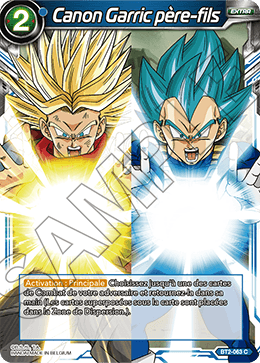 2
Canon Garric père-fils
EXTRA
SAMPLE
Activation : Principale Choisissez jusqu'à une des cartes
de Combat de votre adversaire et retournez-la dans sa
main (Les cartes superposées sous la carte sont placées
dans la Zone de Dispersion.).
MADE IN BELGIUM
BT2-063 C